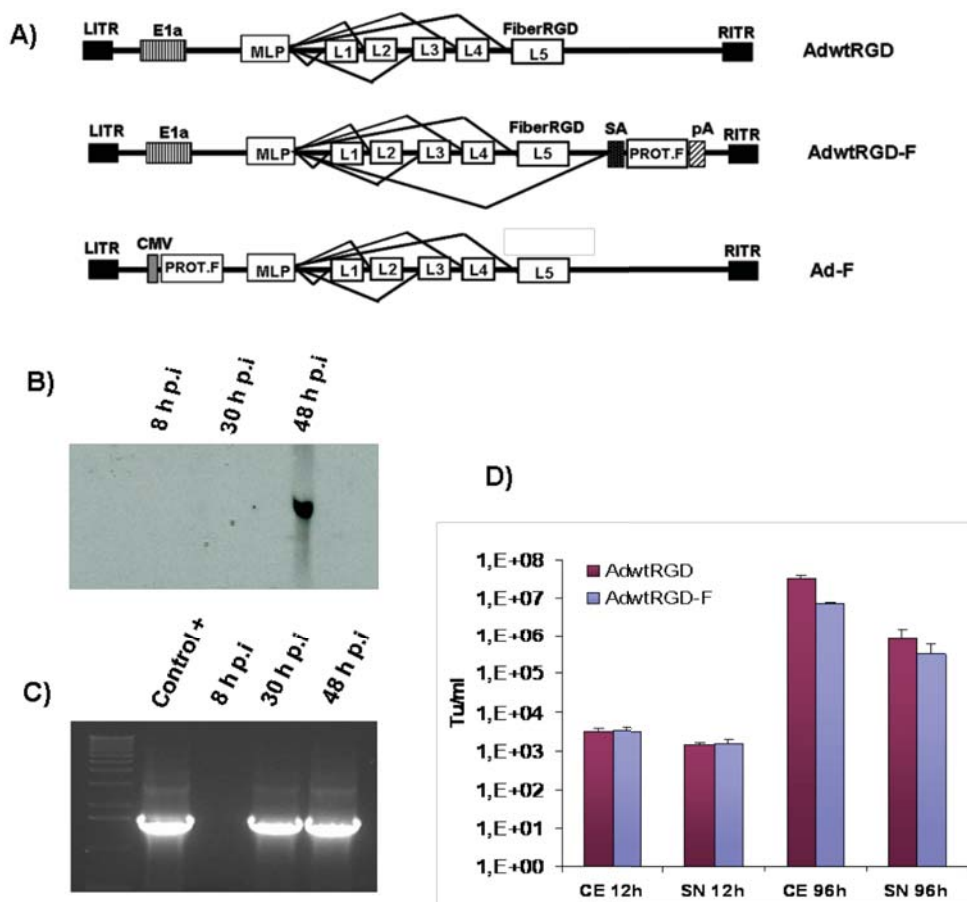 A)
LITR E1a MLP L1 L2 L3 L4 FiberRGD L5 RITR AdwtRGD
LITR E1a MLP L1 L2 L3 L4 FiberRGD L5 SA PROT.F pA RITR AdwtRGD-F
LITR CMV PROT.F MLP L1 L2 L3 L4 L5 RITR Ad-F
B)
8 h p.i 30 h p.i 48 h p.i
C)
Control + 8 h p.i 30 h p.i 48 h p.i
D)
Tu/ml
1,E+08
1,E+07
1,E+06
1,E+05
1,E+04
1,E+03
1,E+02
1,E+01
1,E+00
AdwtRGD
AdwtRGD-F
CE 12h SN 12h CE 96h SN 96h